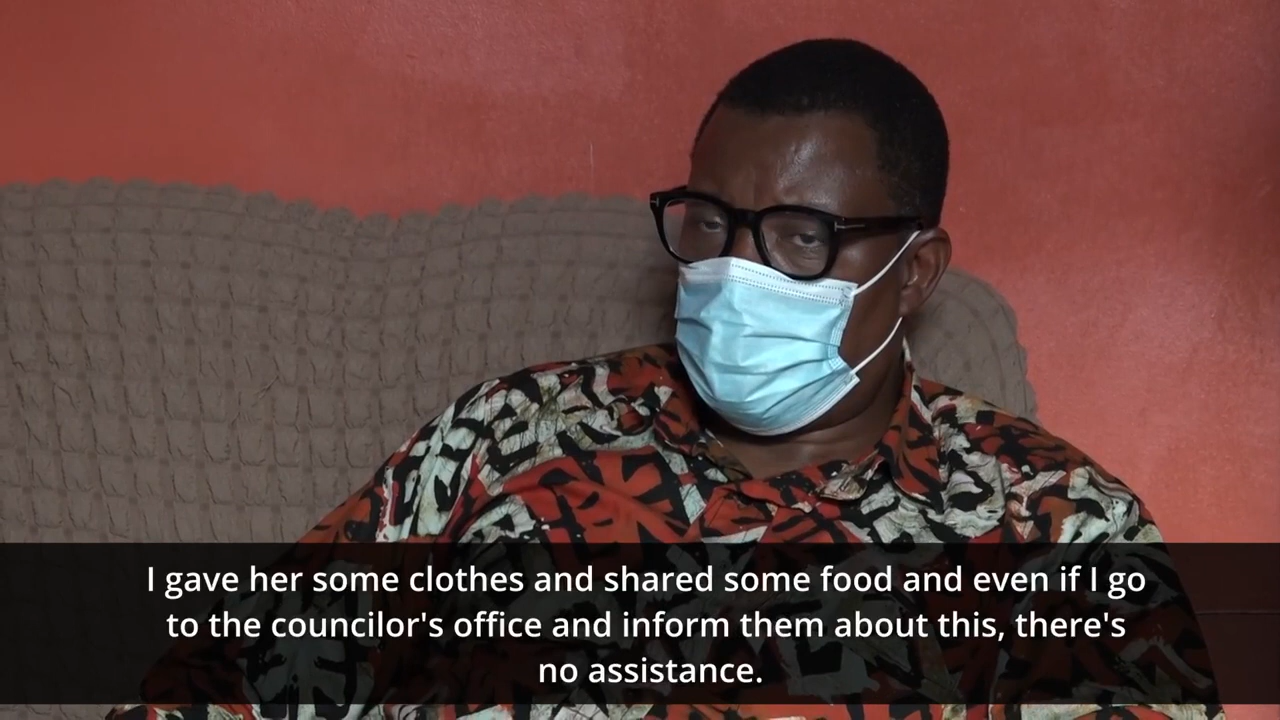 I gave her some clothes and shared some food and even if I go
to the councilor's office and inform them about this, there's
no assistance.